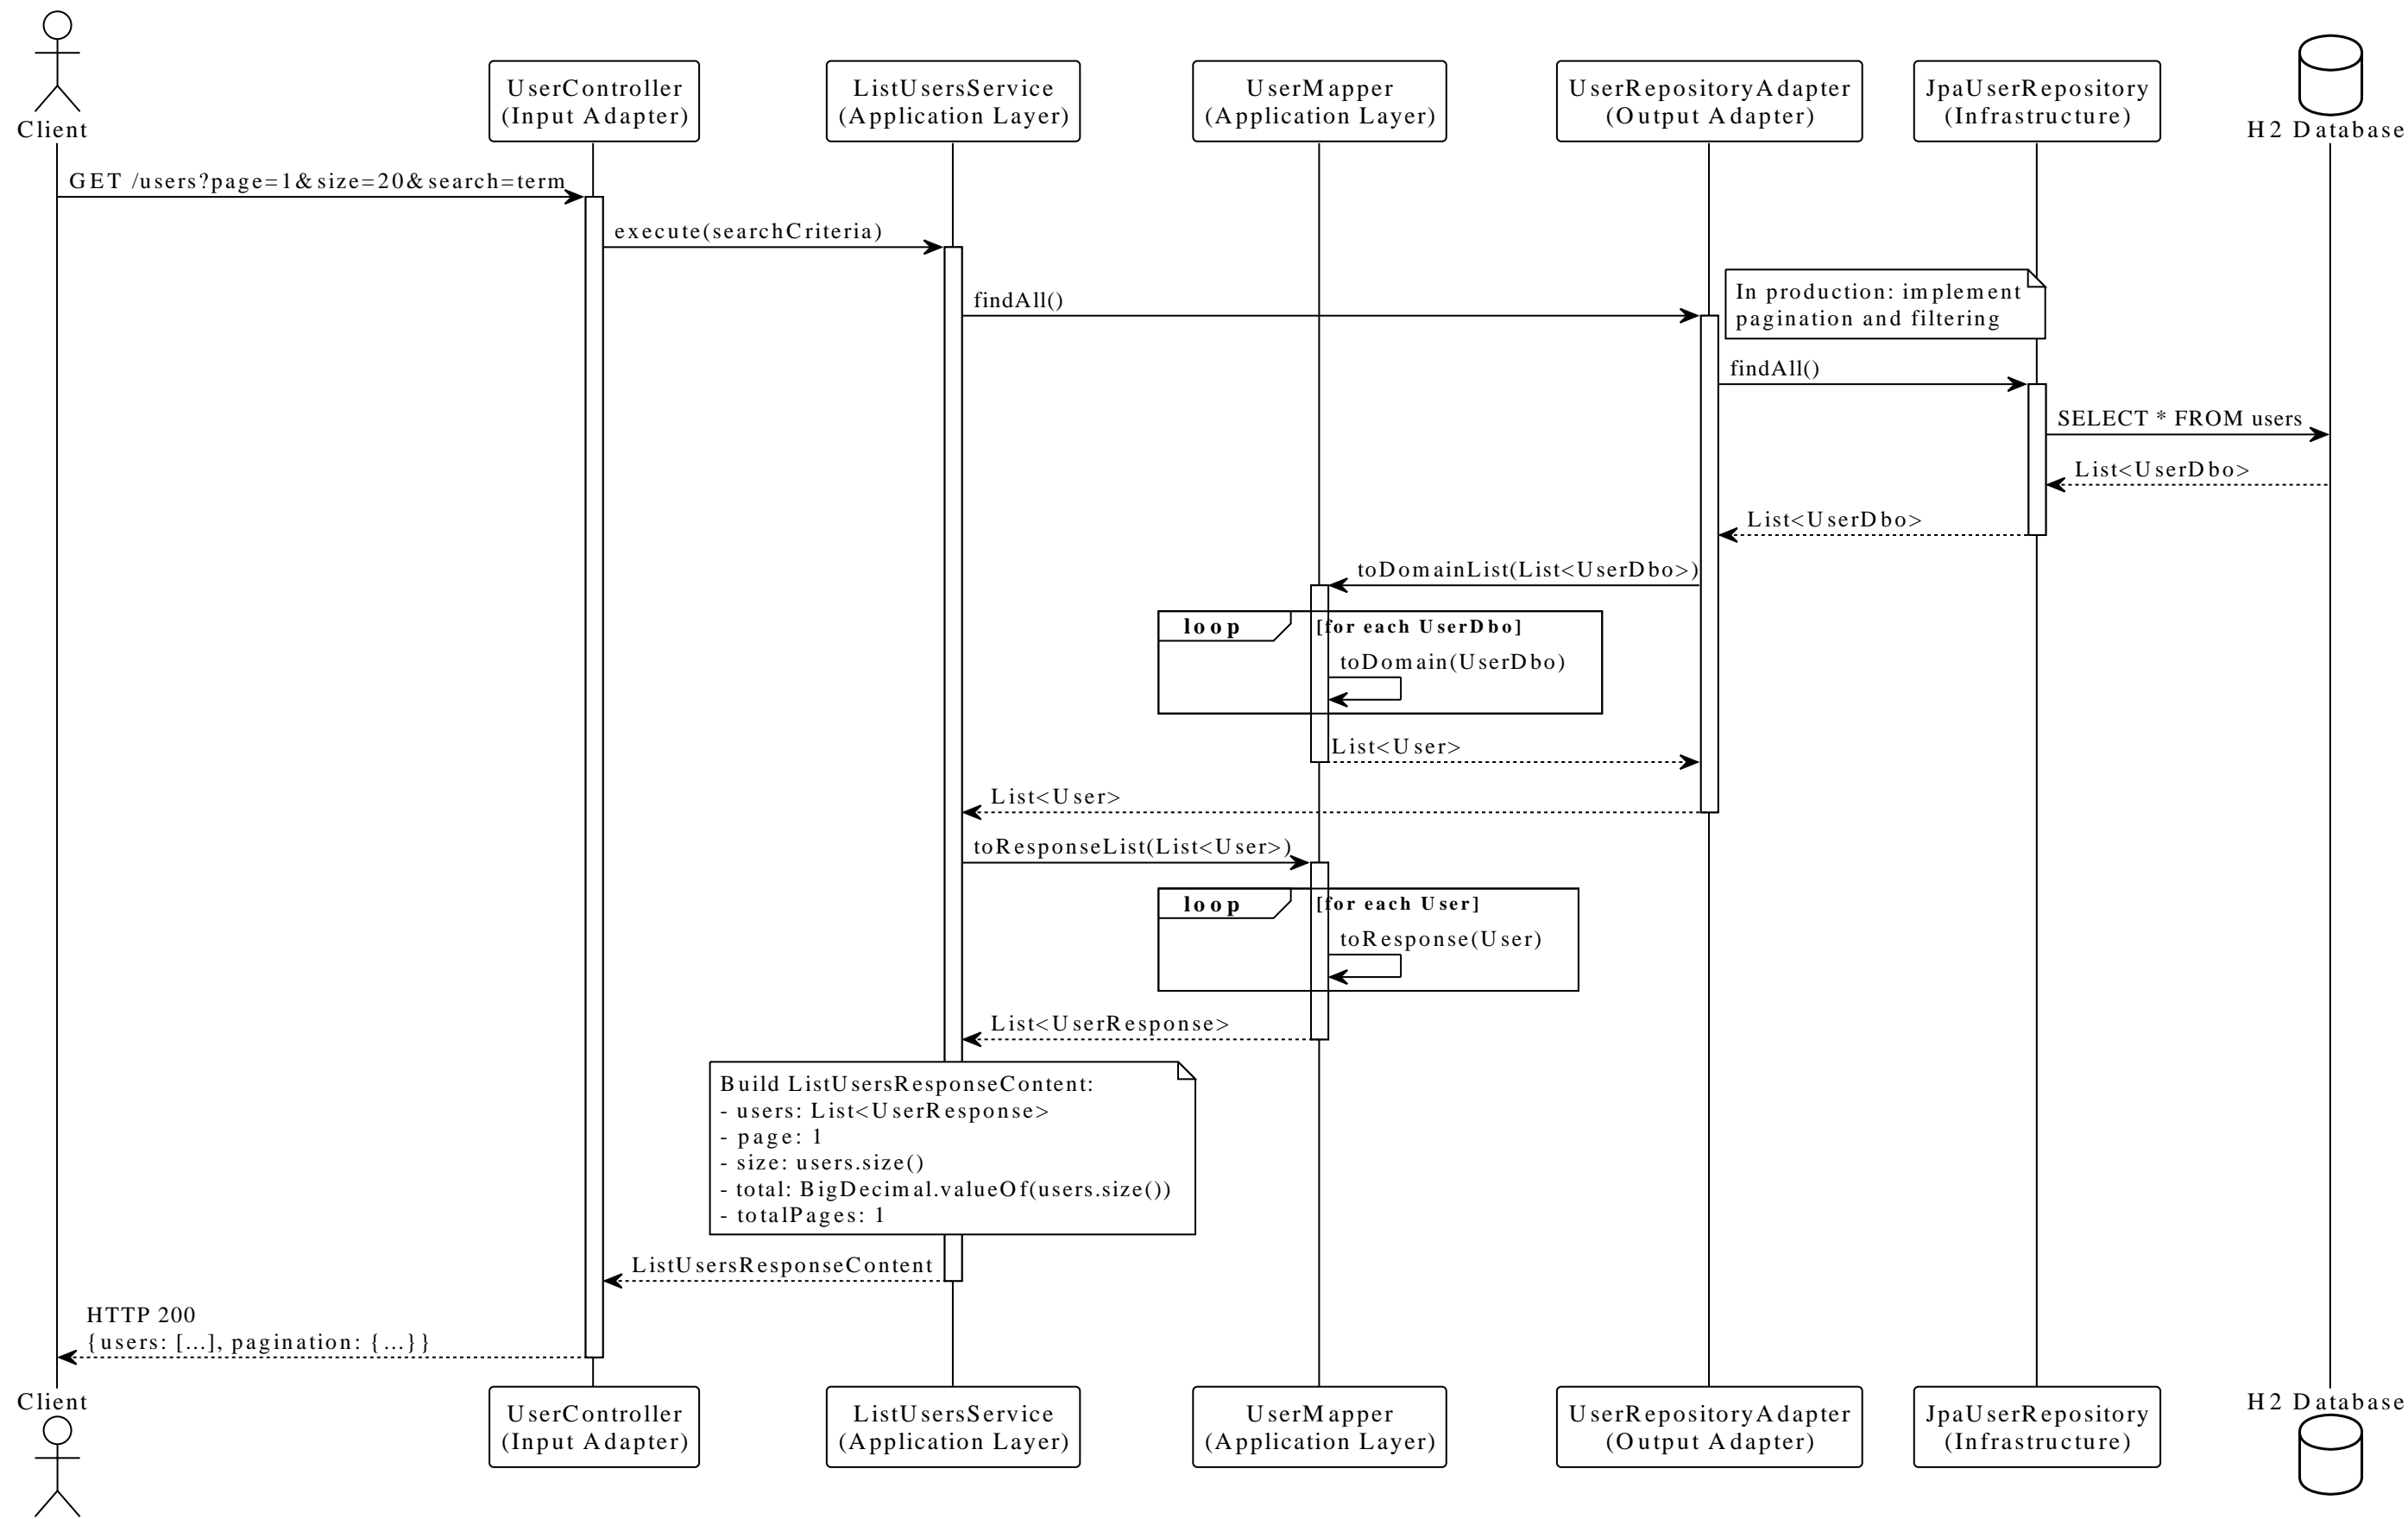 Client
UserController
(Input Adapter)
ListUsersService
(Application Layer)
UserMapper
(Application Layer)
UserRepositoryAdapter
(Output Adapter)
JpaUserRepository
(Infrastructure)
H2 Database
GET /users?page=1&size=20&search=term
execute(searchCriteria)
findAll()
In production: implement
pagination and filtering
findAll()
SELECT * FROM users
List<UserDbo>
List<UserDbo>
toDomainList(List<UserDbo>)
loop [for each UserDbo]
toDomain(UserDbo)
List<User>
List<User>
toResponseList(List<User>)
loop [for each User]
toResponse(User)
List<UserResponse>
Build ListUsersResponseContent:
- users: List<UserResponse>
- page: 1
- size: users.size()
- total: BigDecimal.valueOf(users.size())
- totalPages: 1
ListUsersResponseContent
HTTP 200
{users: [...], pagination: {...}}
Client
UserController
(Input Adapter)
ListUsersService
(Application Layer)
UserMapper
(Application Layer)
UserRepositoryAdapter
(Output Adapter)
JpaUserRepository
(Infrastructure)
H2 Database